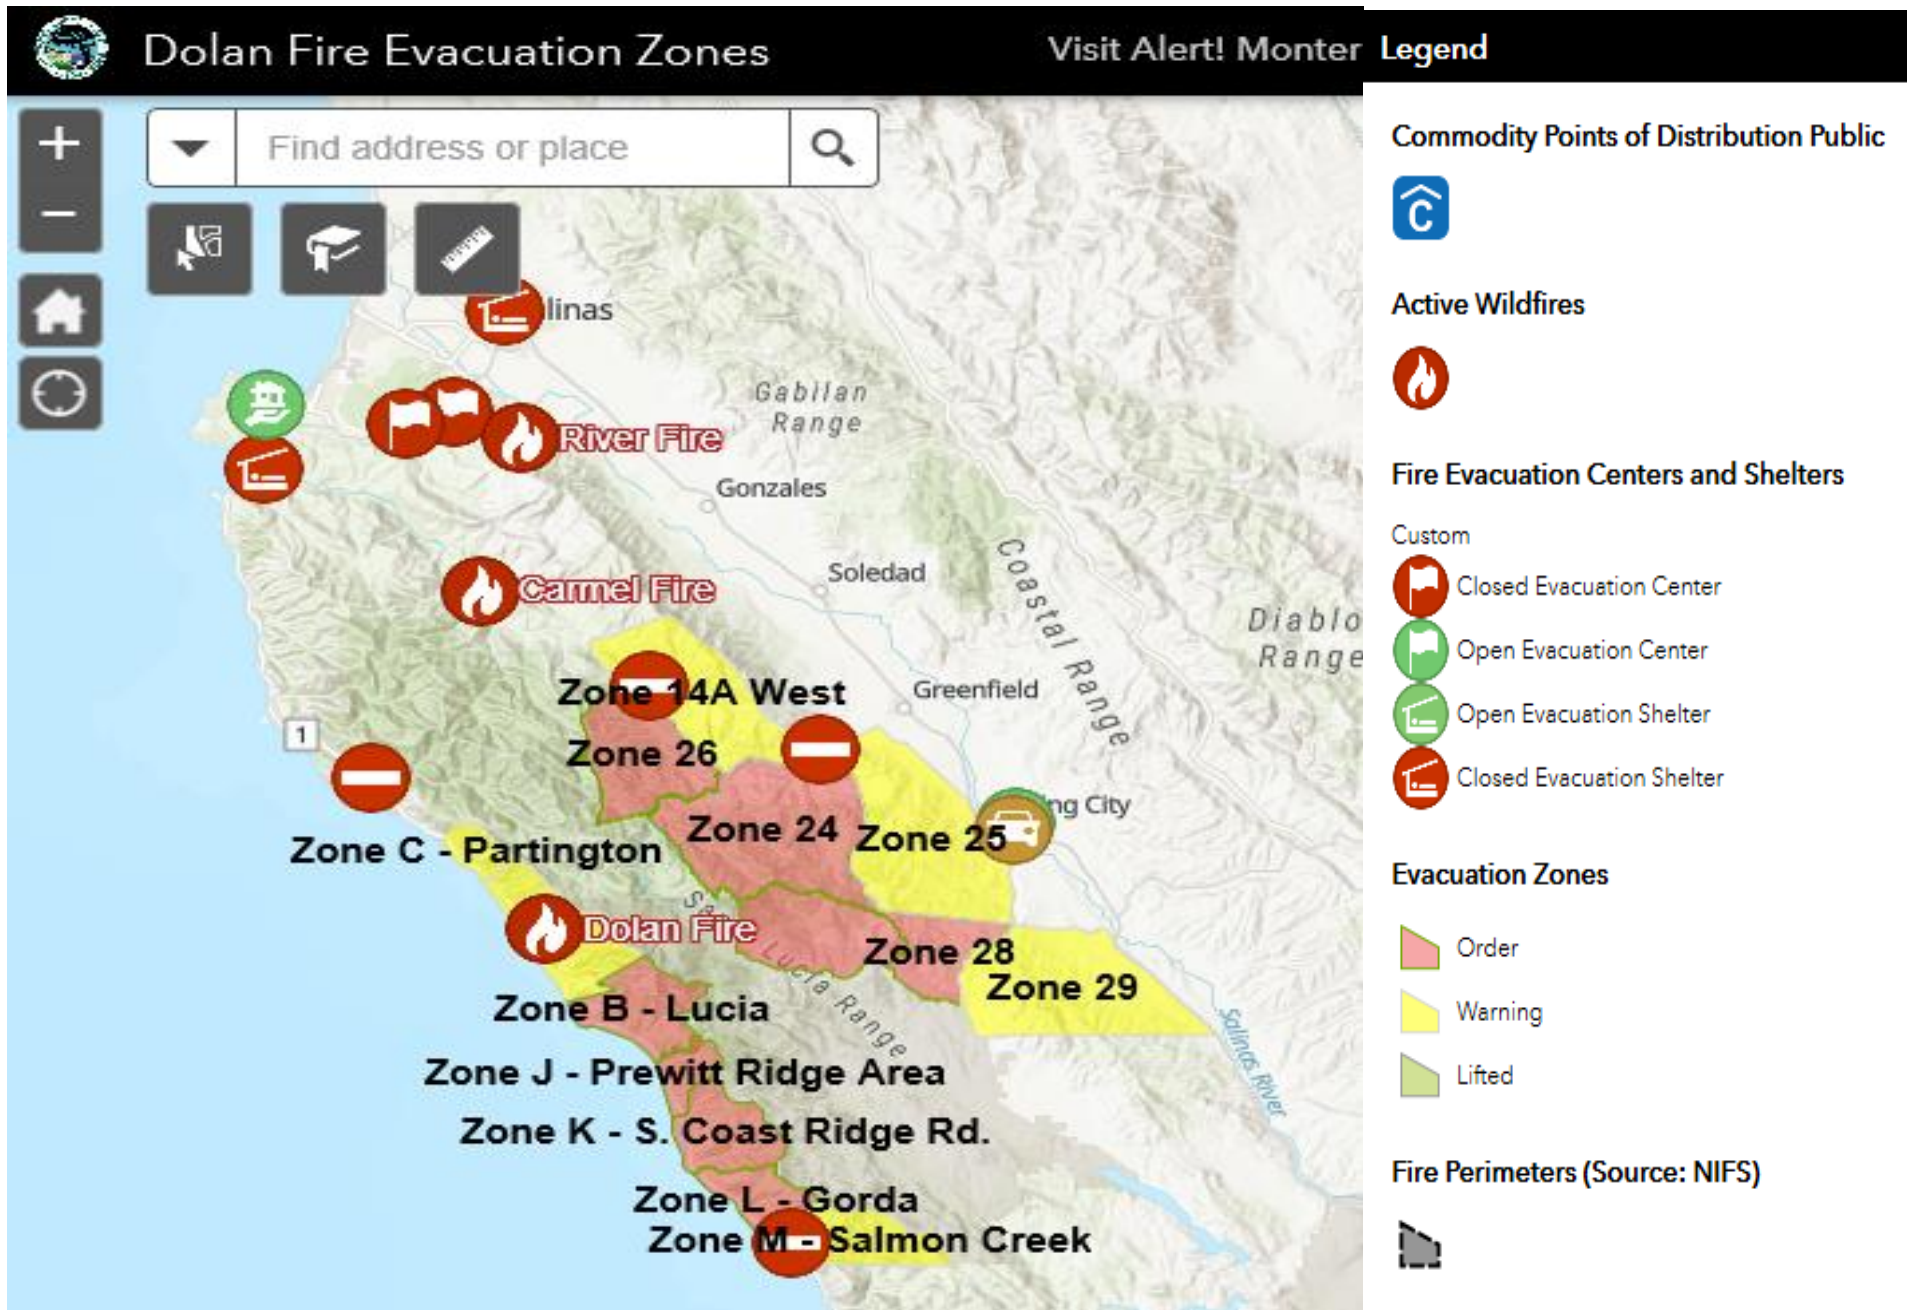 Dolan Fire Evacuation Zones
Visit Alert! Monter
Legend
Find address or place
linas
Gabilan
Range
River Fire
Gonzales
Carmel Fire
Soledad
Coastal Range
Diablo
Range
Zone 14A West
Greenfield
1
Zone 26
ng City
Zone 24
Zone 25
Zone C - Partington
Dolan Fire
Lucia Range
Zone 28
Zone 29
Zone B - Lucia
Salinas River
Zone J - Prewitt Ridge Area
Zone K - S. Coast Ridge Rd.
Zone L - Gorda
Zone M - Salmon Creek
Commodity Points of Distribution Public
C
Active Wildfires
Fire Evacuation Centers and Shelters
Custom
Closed Evacuation Center
Open Evacuation Center
Open Evacuation Shelter
Closed Evacuation Shelter
Evacuation Zones
Order
Warning
Lifted
Fire Perimeters (Source: NIFS)